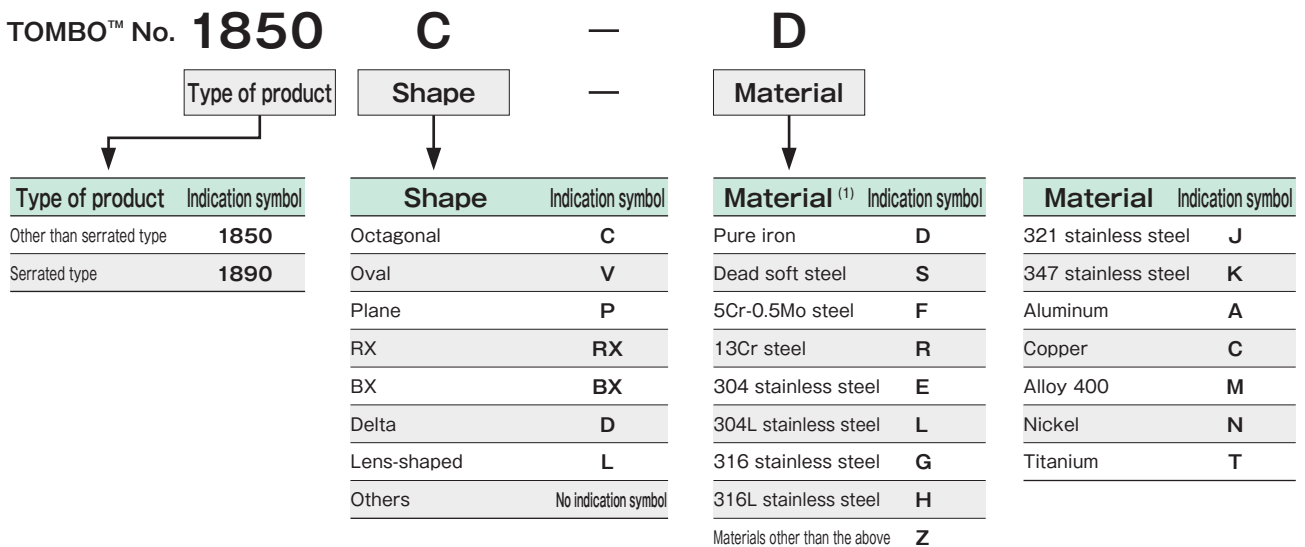 TOMBO™ No. 1850 C — D
Type of product Shape — Material
Type of product Indication symbol
Other than serrated type 1850
Serrated type 1890
Shape Indication symbol
Octagonal C
Oval V
Plane P
RX RX
BX BX
Delta D
Lens-shaped L
Others No indication symbol
Material (1) Indication symbol
Pure iron D
Dead soft steel S
5Cr-0.5Mo steel F
13Cr steel R
304 stainless steel E
304L stainless steel L
316 stainless steel G
316L stainless steel H
Materials other than the above Z
Material Indication symbol
321 stainless steel J
347 stainless steel K
Aluminum A
Copper C
Alloy 400 M
Nickel N
Titanium T